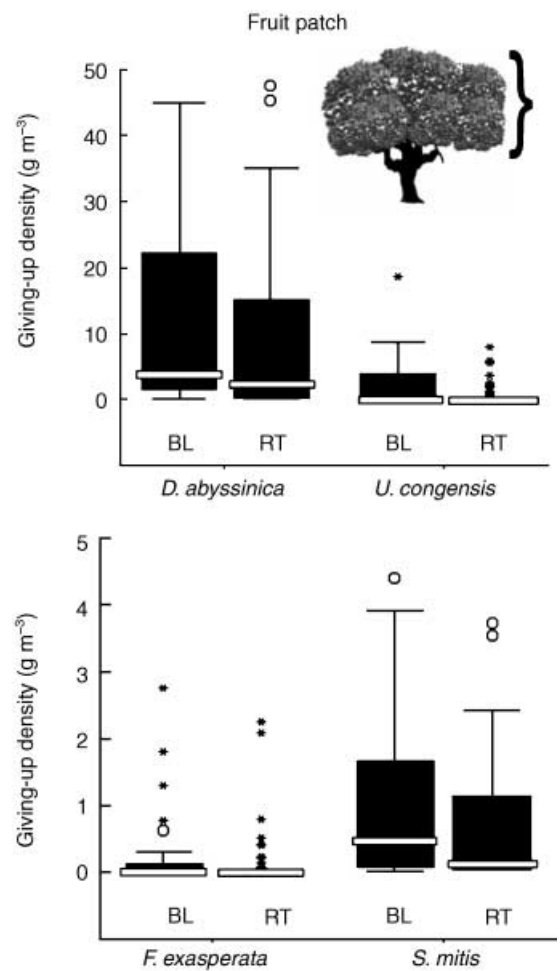 Fruit patch
Giving-up density (g m⁻³)
50
40
30
20
10
0
BL RT BL RT
D. abyssinica U. congensis
Giving-up density (g m⁻³)
5
4
3
2
1
0
BL RT BL RT
F. exasperata S. mitis